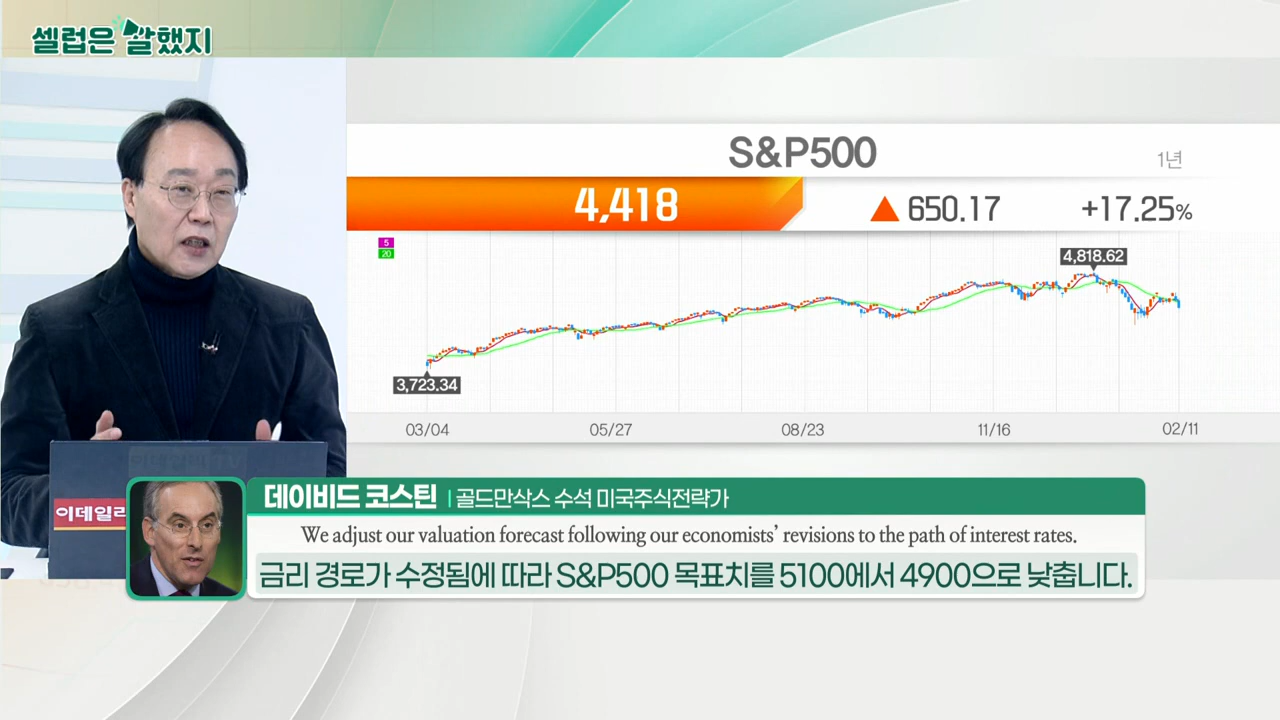 셀럽은 말했지
S&P500
1년
4,418
▲ 650.17
+17.25%
5
20
4,818.62
3,723.34
03/04
05/27
08/23
11/16
02/11
이데일리
데이비드 코스틴 | 골드만삭스 수석 미국주식전략가
We adjust our valuation forecast following our economists' revisions to the path of interest rates.
금리 경로가 수정됨에 따라 S&P500 목표치를 5100에서 4900으로 낮춥니다.